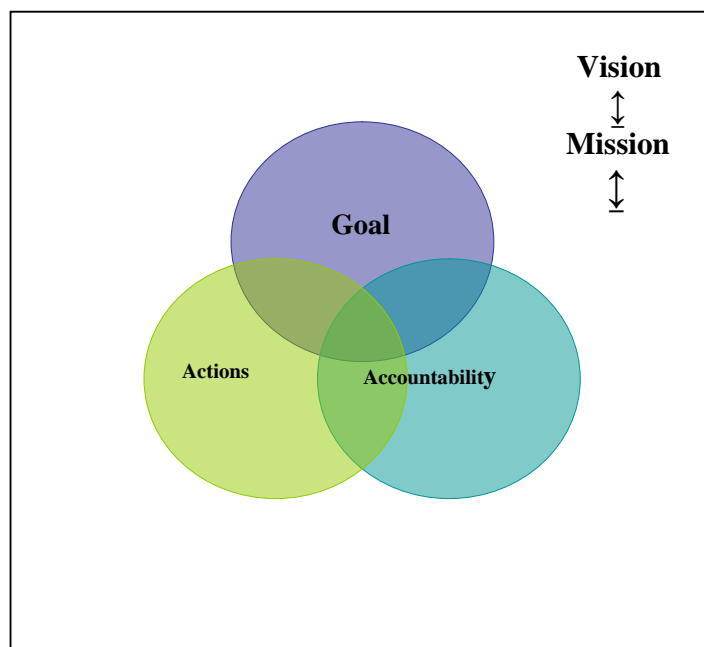 Vision
↨
Mission
↨
Goal
Actions
Accountability